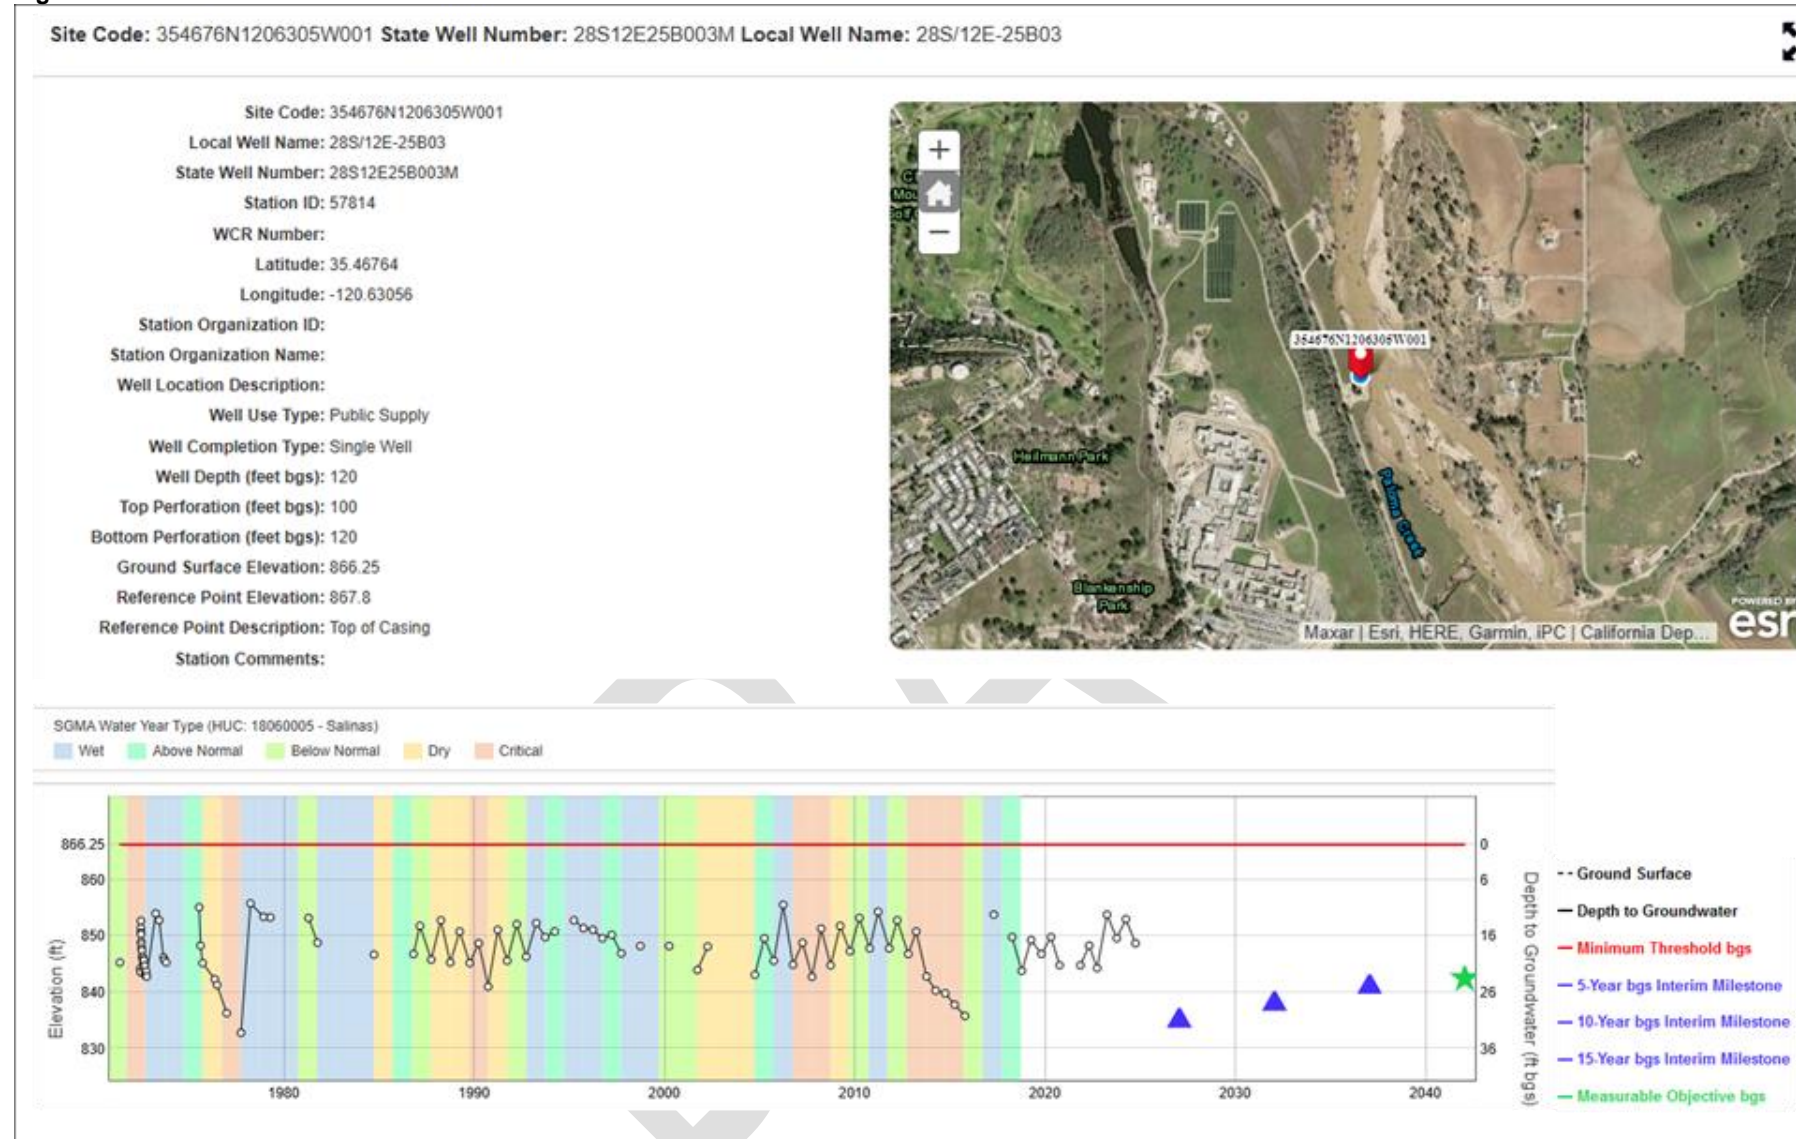 Site Code: 354676N1206305W001 State Well Number: 28S12E25B003M Local Well Name: 28S/12E-25B03
Site Code: 354676N1206305W001
Local Well Name: 28S/12E-25B03
State Well Number: 28S12E25B003M
Station ID: 57814
WCR Number:
Latitude: 35.46764
Longitude: -120.63056
Station Organization ID:
Station Organization Name:
Well Location Description:
Well Use Type: Public Supply
Well Completion Type: Single Well
Well Depth (feet bgs): 120
Top Perforation (feet bgs): 100
Bottom Perforation (feet bgs): 120
Ground Surface Elevation: 866.25
Reference Point Elevation: 867.8
Reference Point Description: Top of Casing
Station Comments:
+
−
354676N1206305W001
Heilmann Park
Paloma Creek
Blankenship
Park
POWERED BY
esri
Maxar | Esri, HERE, Garmin, iPC | California Dep...
SGMA Water Year Type (HUC: 18060005 - Salinas)
Wet Above Normal Below Normal Dry Critical
Elevation (ft)
866.25
860
850
840
830
1980 1990 2000 2010 2020 2030 2040
0
6
16
26
36
Depth to Groundwater (ft bgs)
-- Ground Surface
— Depth to Groundwater
— Minimum Threshold bgs
— 5-Year bgs Interim Milestone
— 10-Year bgs Interim Milestone
— 15-Year bgs Interim Milestone
— Measurable Objective bgs